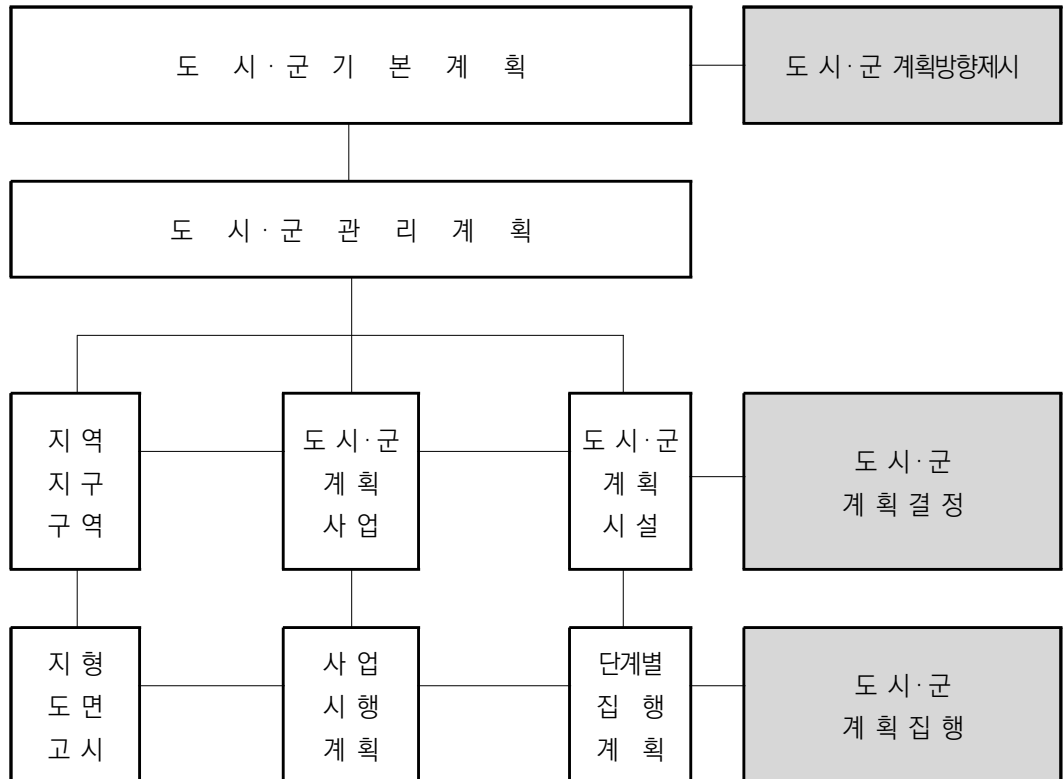 도 시·군 기 본 계 획
도 시·군 계획방향제시
도 시·군 관 리 계 획
지 역
지 구
구 역
도 시·군
계 획
사 업
도 시·군
계 획
시 설
도 시·군
계 획 결 정
지 형
도 면
고 시
사 업
시 행
계 획
단계별
집 행
계 획
도 시·군
계 획 집 행